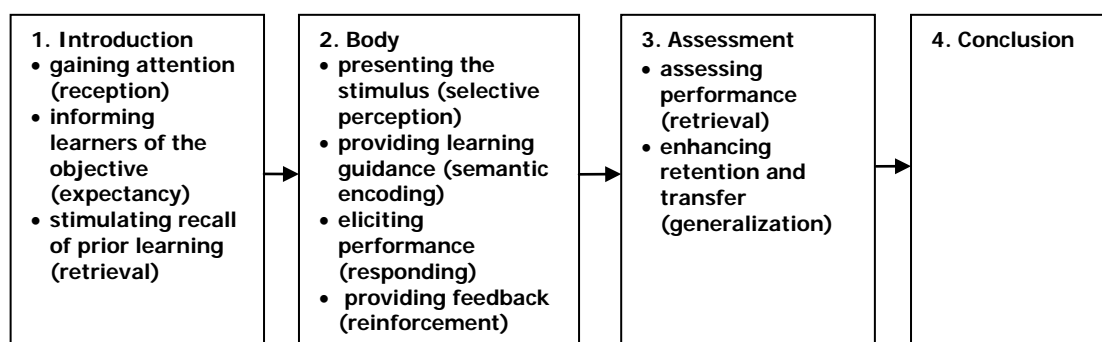 1. Introduction
• gaining attention
(reception)
• informing
learners of the
objective
(expectancy)
• stimulating recall
of prior learning
(retrieval)
2. Body
• presenting the
stimulus (selective
perception)
• providing learning
guidance (semantic
encoding)
• eliciting
performance
(responding)
• providing feedback
(reinforcement)
3. Assessment
• assessing
performance
(retrieval)
• enhancing
retention and
transfer
(generalization)
4. Conclusion